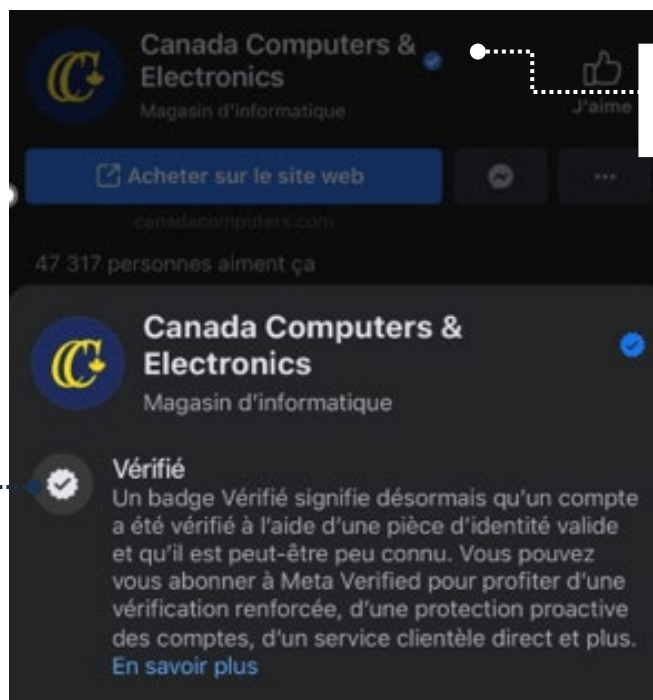 Canada Computers &
Electronics
Magasin d'informatique
J'aime
Acheter sur le site web
canadacomputers.com
47 317 personnes aiment ça
Canada Computers &
Electronics
Magasin d'informatique
Vérifié
Un badge Vérifié signifie désormais qu'un compte
a été vérifié à l'aide d'une pièce d'identité valide
et qu'il est peut-être peu connu. Vous pouvez
vous abonner à Meta Verified pour profiter d'une
vérification renforcée, d'une protection proactive
des comptes, d'un service clientèle direct et plus.
En savoir plus